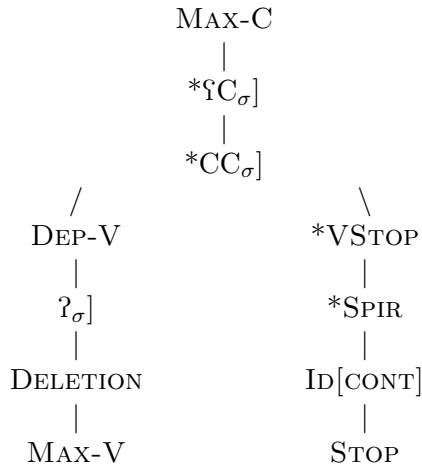 MAX-C
*ʕC_σ]
*CC_σ]
DEP-V *VSTOP
ʔ_σ] *SPIR
DELETION ID[CONT]
MAX-V STOP